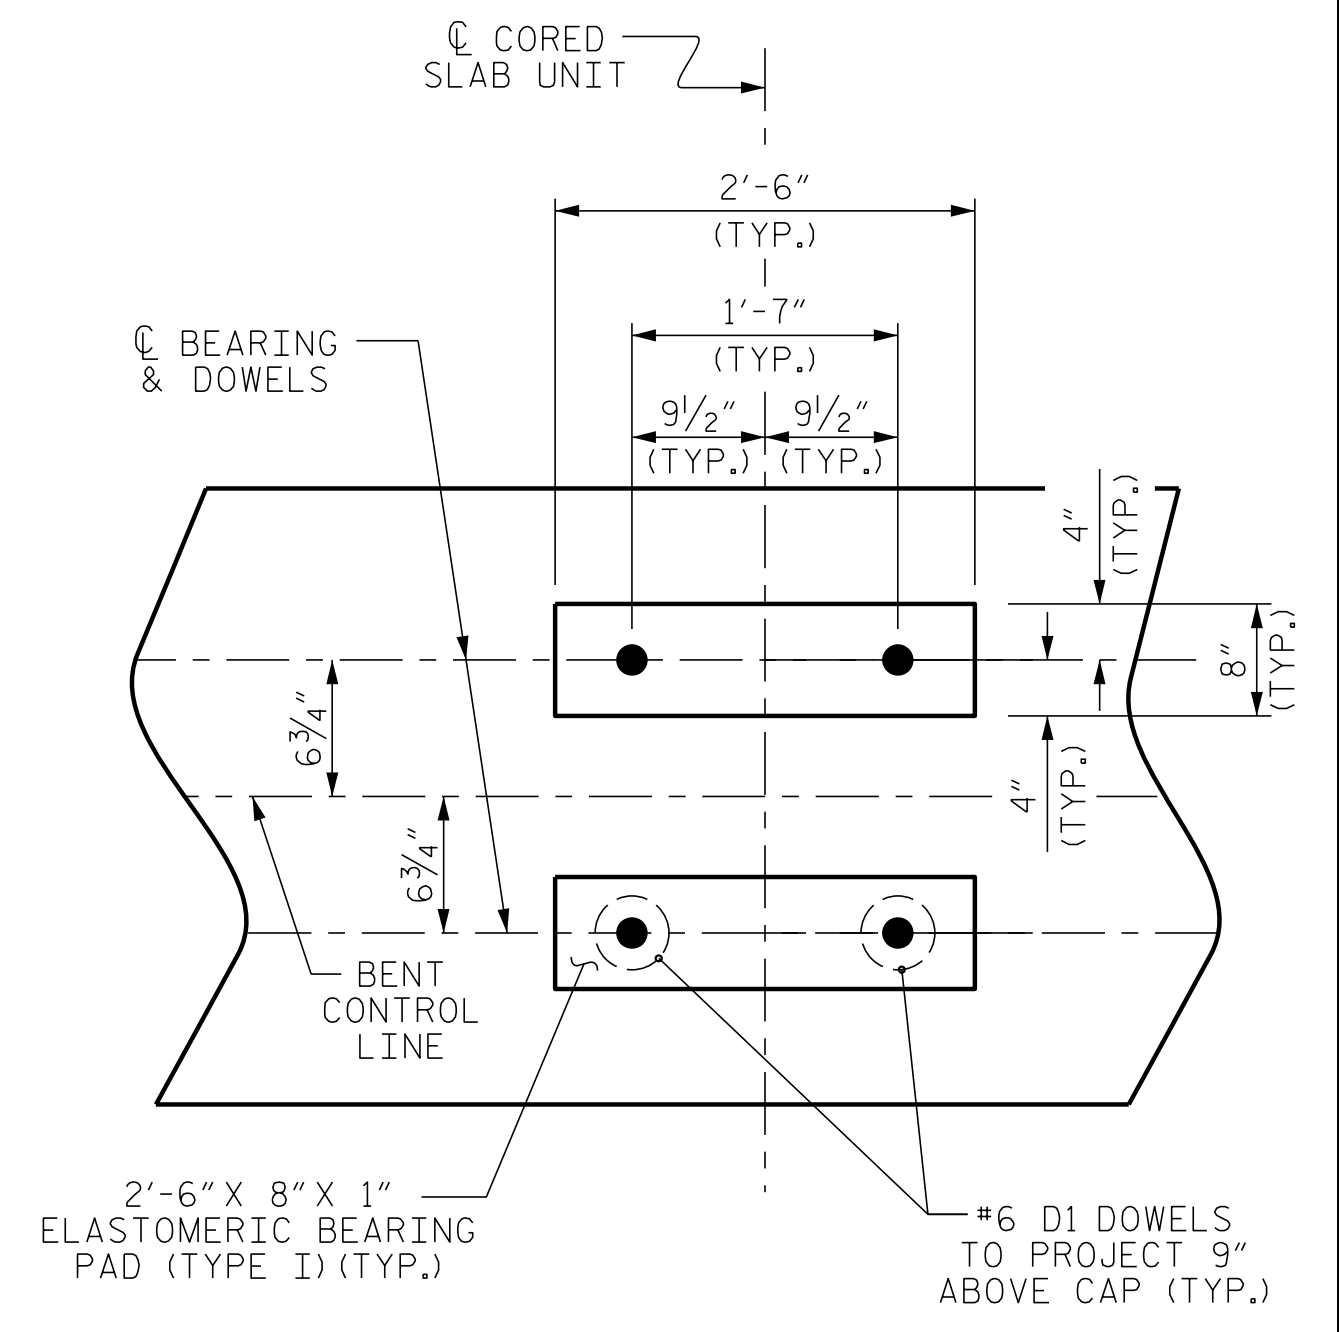 ℄ CORED
SLAB UNIT
2'-6"
(TYP.)
1'-7"
(TYP.)
℄ BEARING
& DOWELS
9½" 9½"
(TYP.) (TYP.)
4"
(TYP.)
8"
(TYP.)
6¾"
4"
(TYP.)
6¾"
BENT
CONTROL
LINE
2'-6" X 8" X 1"
ELASTOMERIC BEARING
PAD (TYPE I)(TYP.)
#6 D1 DOWELS
TO PROJECT 9"
ABOVE CAP (TYP.)